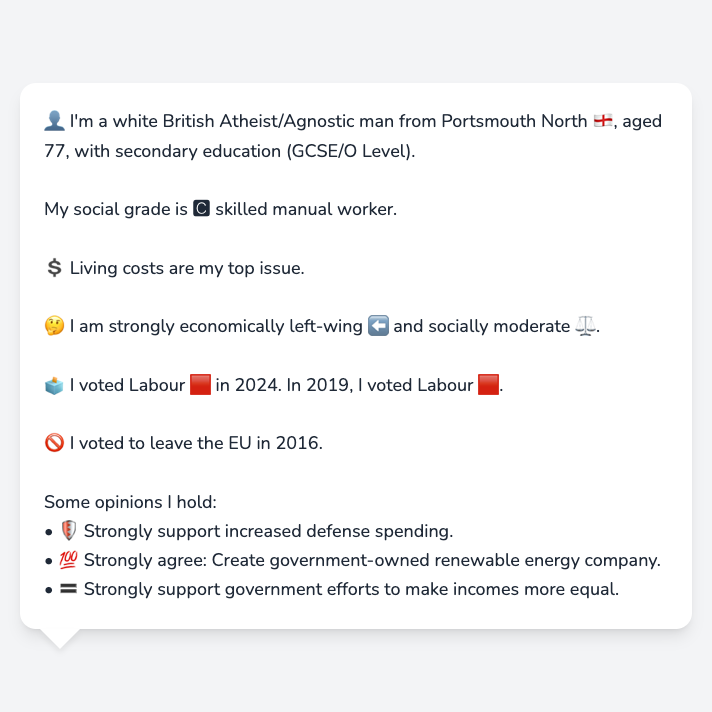 👤 I'm a white British Atheist/Agnostic man from Portsmouth North 🏴󠁧󠁢󠁥󠁮󠁧󠁿, aged
77, with secondary education (GCSE/O Level).
My social grade is 🅲 skilled manual worker.
💲 Living costs are my top issue.
🤔 I am strongly economically left-wing ⬅️ and socially moderate ⚖️.
🗳️ I voted Labour 🟥 in 2024. In 2019, I voted Labour 🟥.
🚫 I voted to leave the EU in 2016.
Some opinions I hold:
• 🛡️ Strongly support increased defense spending.
• 💯 Strongly agree: Create government-owned renewable energy company.
• 🟰 Strongly support government efforts to make incomes more equal.